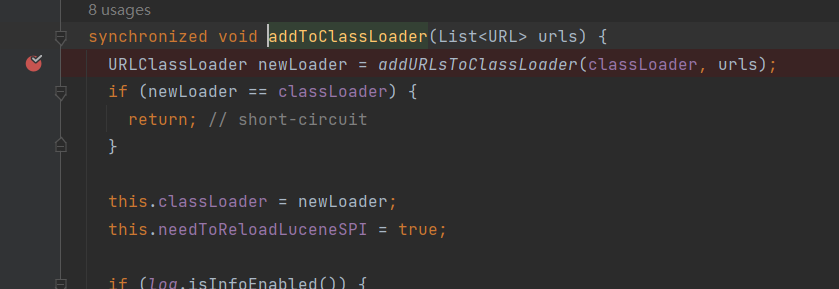 8 usages
synchronized void addToClassLoader(List<URL> urls) {
URLClassLoader newLoader = addURLsToClassLoader(classLoader, urls);
if (newLoader == classLoader) {
return; // short-circuit
}
this.classLoader = newLoader;
this.needToReloadLuceneSPI = true;
if (log.isInfoEnabled()) {